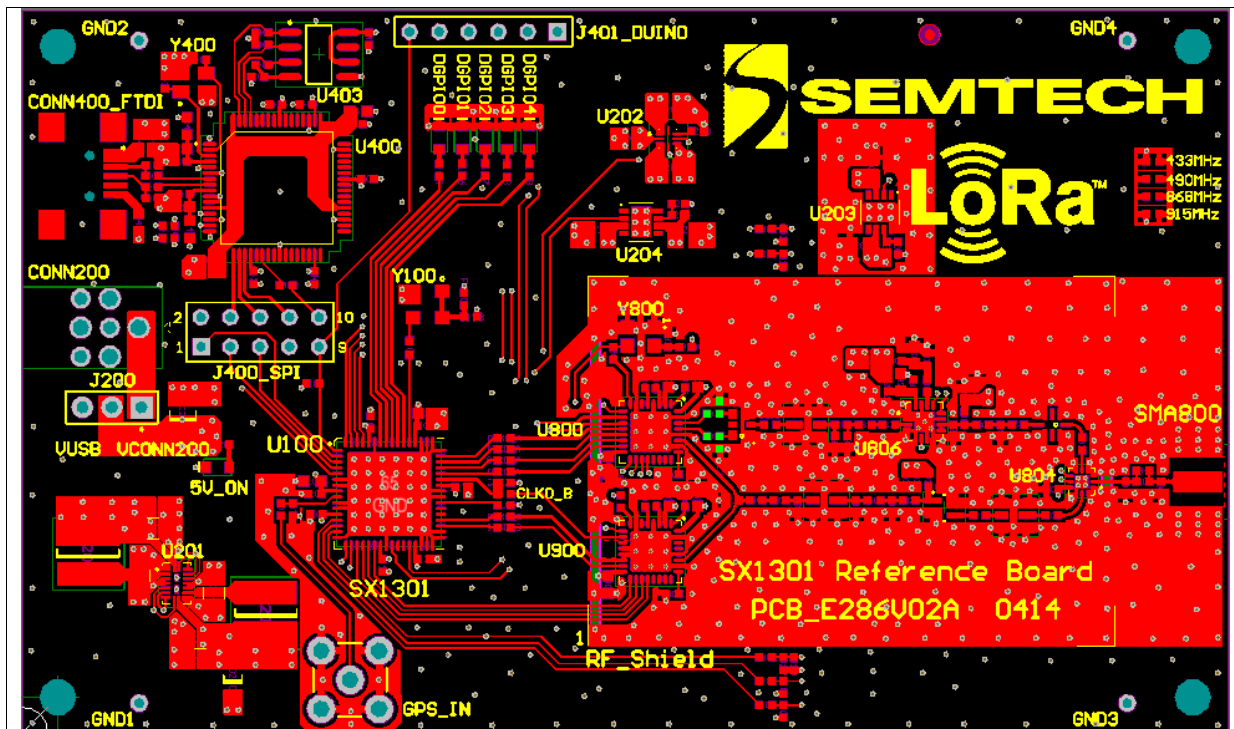 GND2
J401_DUINO
GND4
Y400
SEMTECH
CONN400_FTDI
U403
DGPIO0
DGPIO1
DGPIO2
DGPIO3
DGPIO4
U202
U400
433MHz
490MHz
868MHz
915MHz
LoRa™
U203
U204
CONN200
Y100
2
10
1
9
J400_SPI
J200
SMA800
U100
U800
VUSB
VCONN200
U806
5V_ON
65
GND
CLKD_B
U804
U201
U900
SX1301
SX1301 Reference Board
PCB_E286V02A 0414
1
RF_Shield
GPS_IN
GND1
GND3